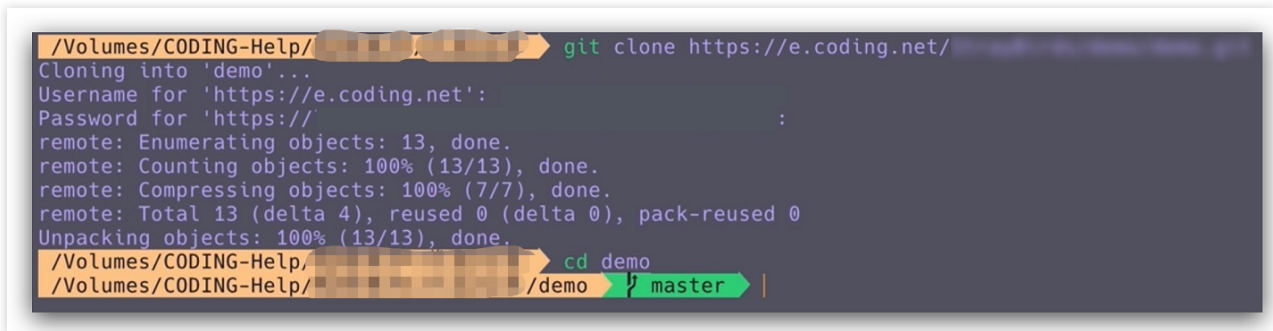 /Volumes/CODING-Help/ git clone https://e.coding.net/
Cloning into 'demo'...
Username for 'https://e.coding.net':
Password for 'https:// :
remote: Enumerating objects: 13, done.
remote: Counting objects: 100% (13/13), done.
remote: Compressing objects: 100% (7/7), done.
remote: Total 13 (delta 4), reused 0 (delta 0), pack-reused 0
Unpacking objects: 100% (13/13), done.
/Volumes/CODING-Help/ cd demo
/Volumes/CODING-Help/ /demo master